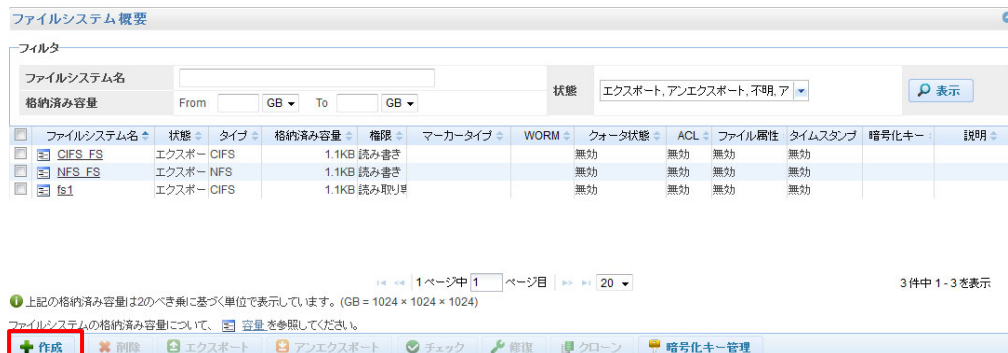 ファイルシステム概要
フィルタ
ファイルシステム名
格納済み容量 From GB To GB 状態 エクスポート, アンエクスポート, 不明, ア 表示
ファイルシステム名 状態 タイプ 格納済み容量 権限 マーカータイプ WORM クォータ状態 ACL ファイル属性 タイムスタンプ 暗号化キー 説明
CIFS_FS エクスポー CIFS 1.1KB 読み書き 無効 無効 無効 無効
NFS_FS エクスポー NFS 1.1KB 読み書き 無効 無効 無効 無効
fs1 エクスポー CIFS 1.1KB 読み取り 無効 無効 無効 無効
1 ページ中 1 ページ目 20 3 件中 1 - 3 を表示
上記の格納済み容量は2のべき乗に基づく単位で表示しています。(GB = 1024 × 1024 × 1024)
ファイルシステムの格納済み容量について、 容量 を参照してください。
作成 削除 エクスポート アンエクスポート チェック 修復 クローン 暗号化キー管理